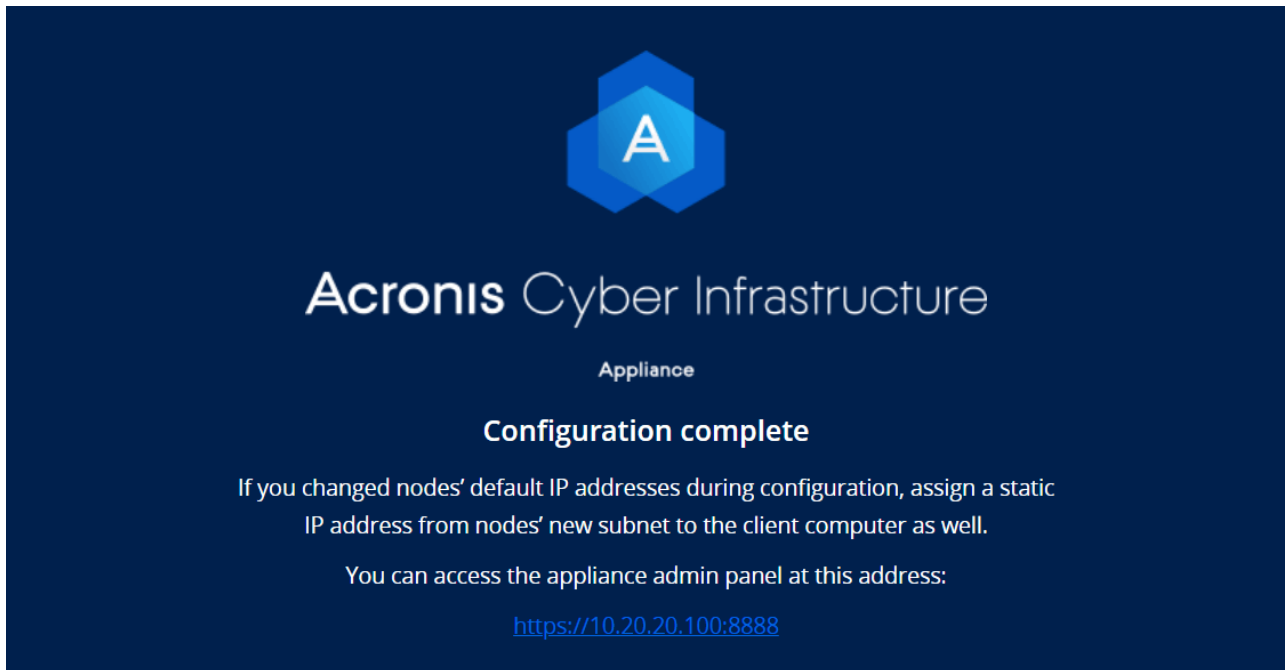 A
Acronis Cyber Infrastructure
Appliance
Configuration complete
If you changed nodes’ default IP addresses during configuration, assign a static
IP address from nodes’ new subnet to the client computer as well.
You can access the appliance admin panel at this address:
https://10.20.20.100:8888